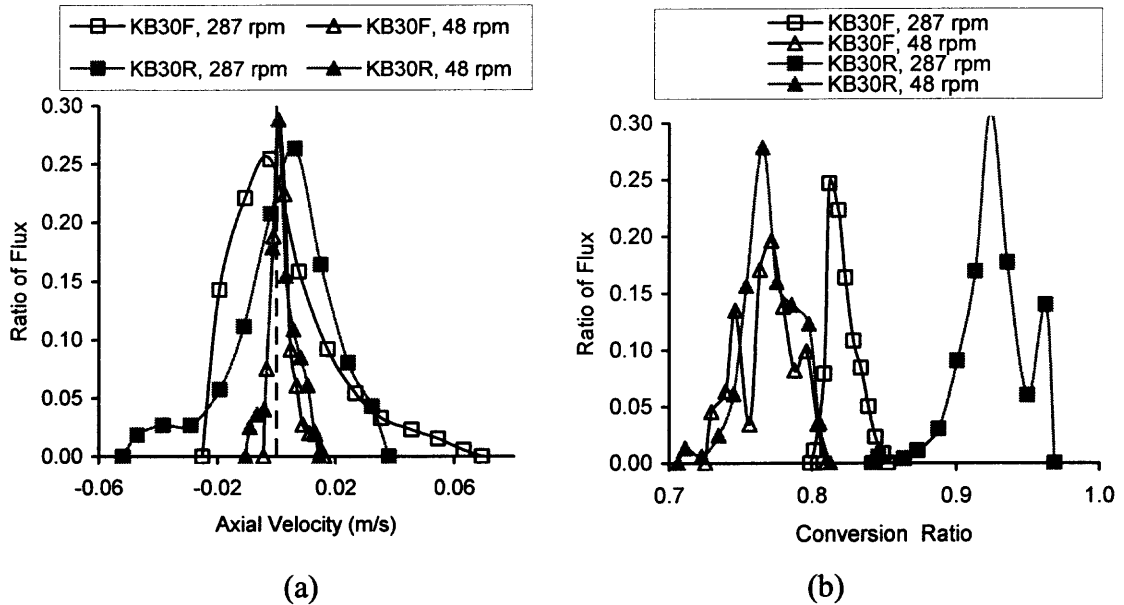 KB30F, 287 rpm
KB30F, 48 rpm
KB30R, 287 rpm
KB30R, 48 rpm
0.30
0.25
0.20
0.15
0.10
0.05
0.00
Ratio of Flux
-0.06
-0.02
0.02
0.06
Axial Velocity (m/s)
(a)
KB30F, 287 rpm
KB30F, 48 rpm
KB30R, 287 rpm
KB30R, 48 rpm
0.30
0.25
0.20
0.15
0.10
0.05
0.00
Ratio of Flux
0.7
0.8
0.9
1.0
Conversion Ratio
(b)